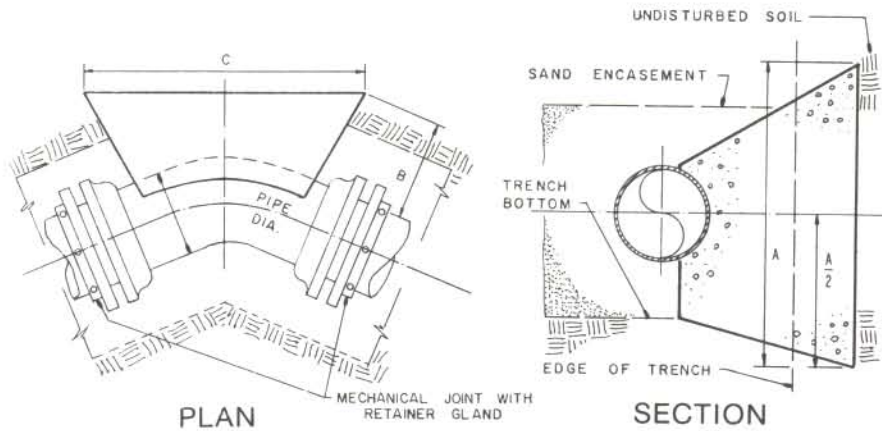 C
B
PIPE
DIA.
MECHANICAL JOINT WITH
RETAINER GLAND
PLAN
UNDISTURBED SOIL
SAND ENCASEMENT
TRENCH
BOTTOM
A
A
2
EDGE OF TRENCH
SECTION